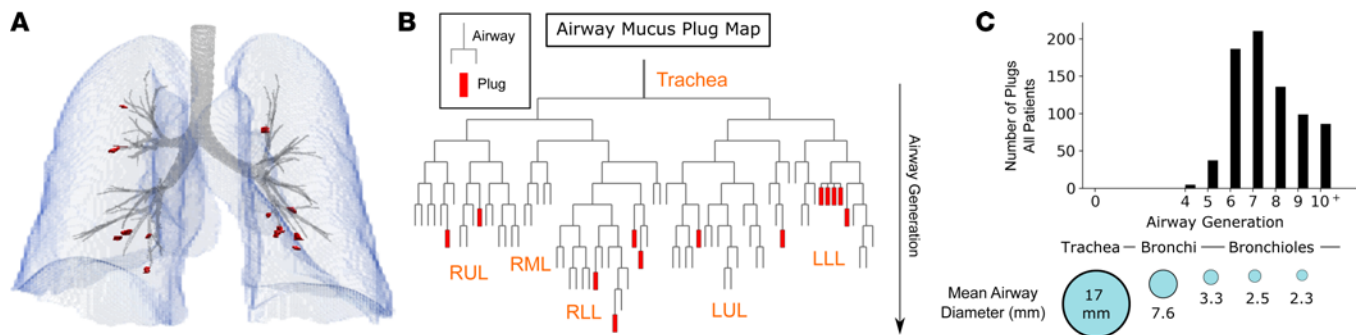 A
B
Airway
Plug
Airway Mucus Plug Map
Trachea
RUL
RML
RLL
LUL
LLL
Airway Generation
C
Number of Plugs
All Patients
200
150
100
50
0
0 4 5 6 7 8 9 10+
Airway Generation
Trachea — Bronchi — Bronchioles —
Mean Airway
Diameter (mm)
17
mm
7.6
3.3
2.5
2.3